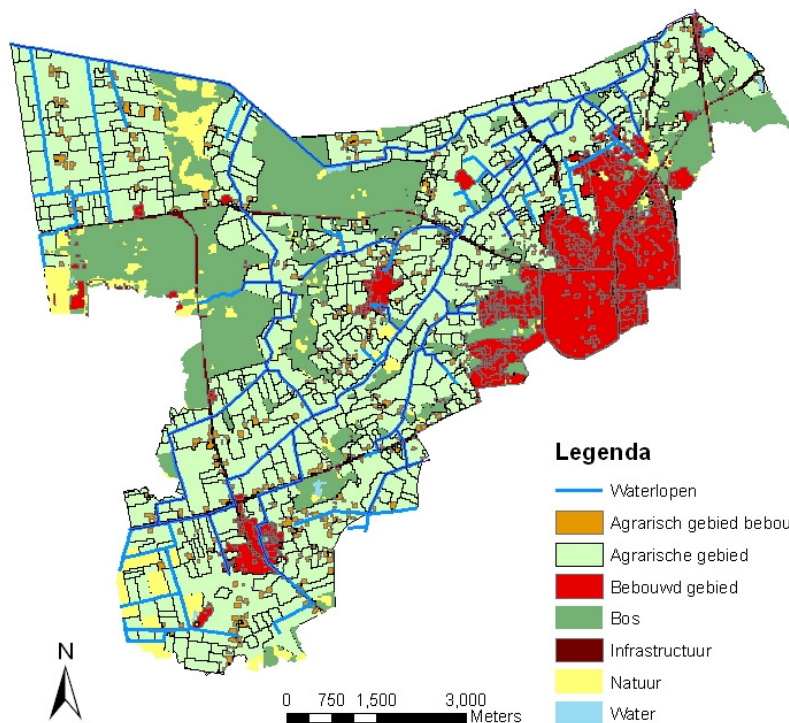 Legenda
Waterlopen
Agrarisch gebied bebou
Agrarische gebied
Bebouwd gebied
Bos
Infrastructuur
Natuur
Water
N
0 750 1,500 3,000
Meters